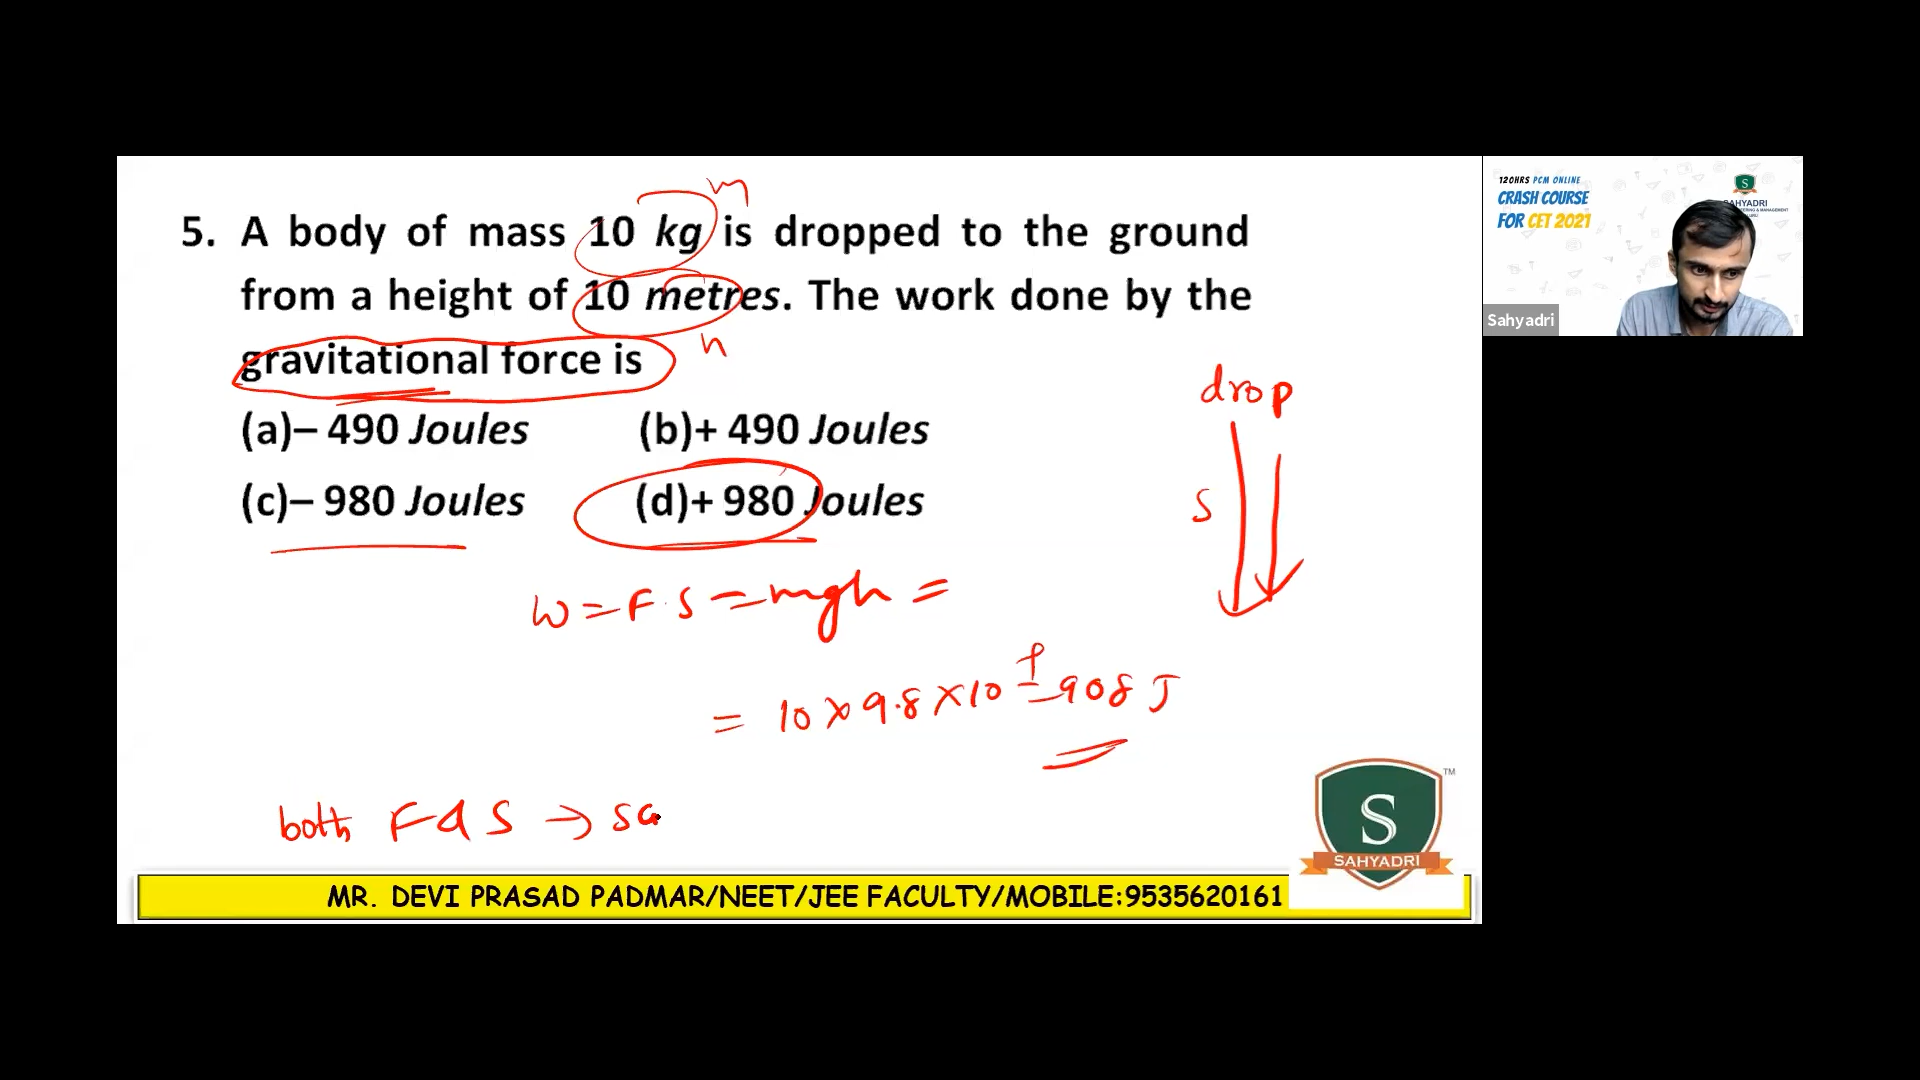 5. A body of mass 10 kg is dropped to the ground
from a height of 10 metres. The work done by the
gravitational force is
(a)– 490 Joules (b)+ 490 Joules
(c)– 980 Joules (d)+ 980 Joules
m
h
drop
S
W = F.S = mgh =
= 10 x 9.8 x 10 = 908 J
both F & S → sa
MR. DEVI PRASAD PADMAR/NEET/JEE FACULTY/MOBILE:9535620161
S
SAHYADRI
TM
120HRS PCM ONLINE
CRASH COURSE
FOR CET 2021
S
SAHYADRI
Sahyadri